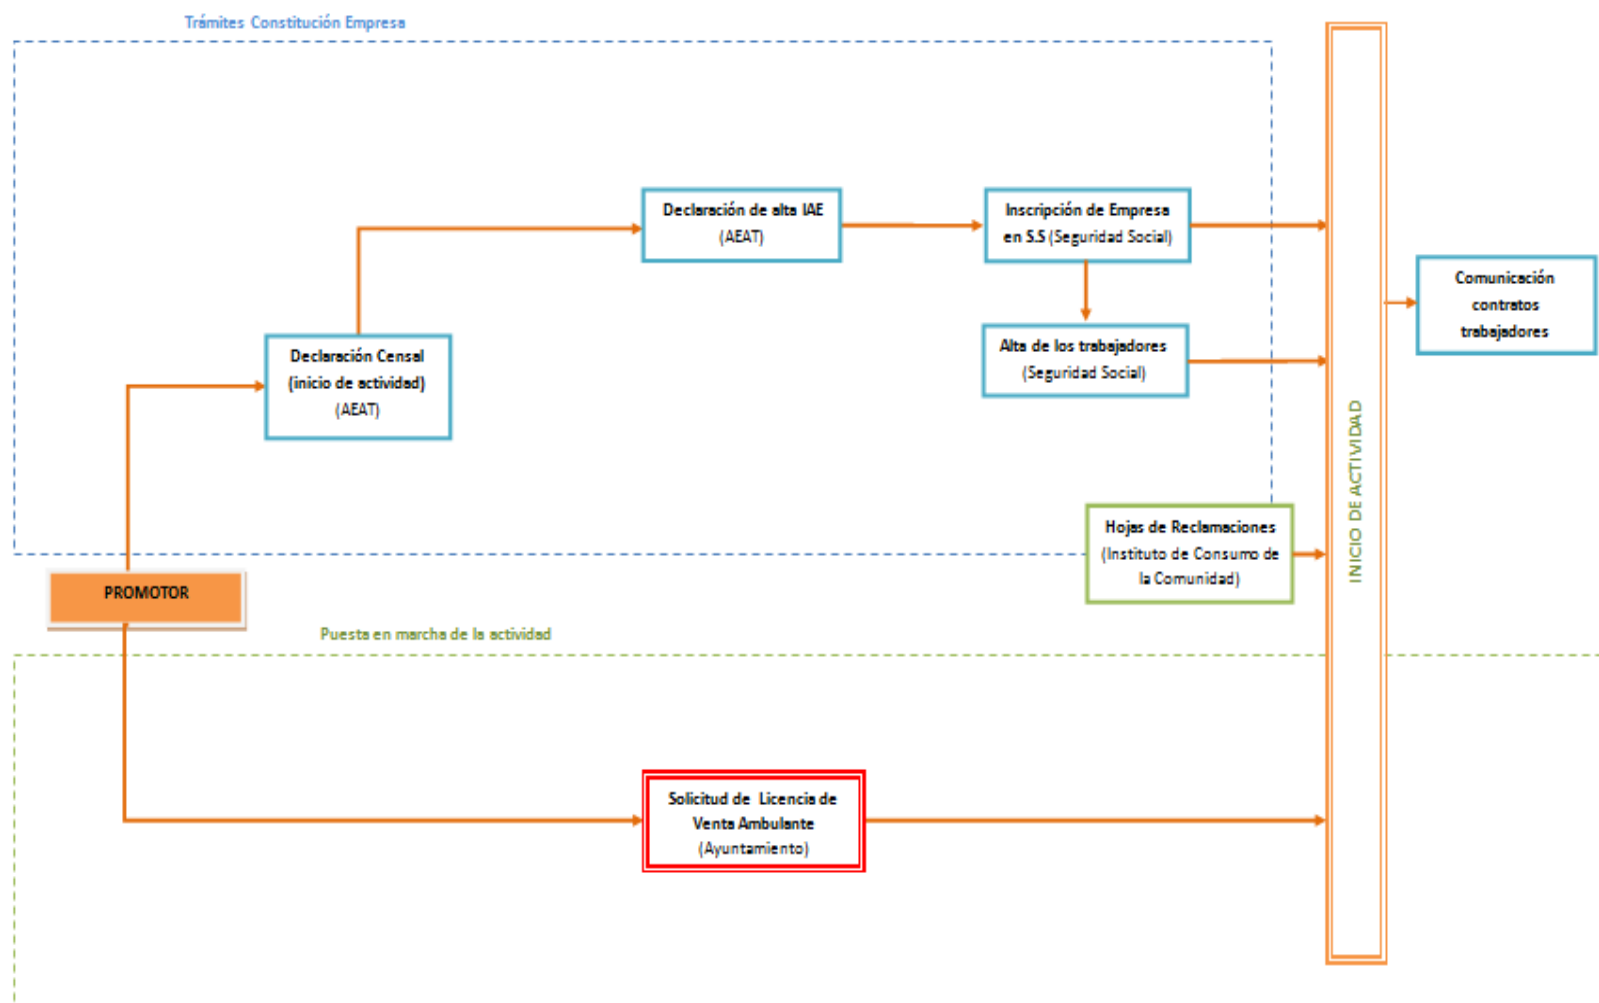 Trámites Constitución Empresa
Declaración de alta IAE
(AEAT)
Inscripción de Empresa
en S.S (Seguridad Social)
Comunicación
contratos
trabajadores
Alta de los trabajadores
(Seguridad Social)
Declaración Censal
(inicio de actividad)
(AEAT)
INICIO DE ACTIVIDAD
Hojas de Reclamaciones
(Instituto de Consumo de
la Comunidad)
PROMOTOR
Puesta en marcha de la actividad
Solicitud de Licencia de
Venta Ambulante
(Ayuntamiento)